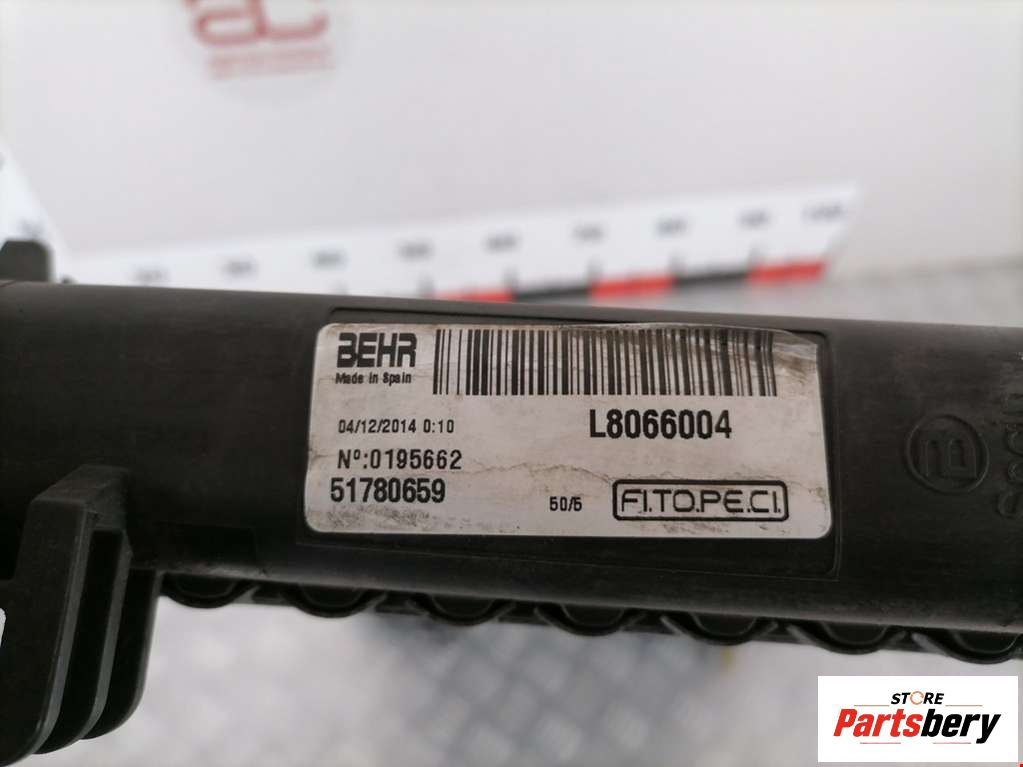 BEHR
Made in Spain
04/12/2014 0:10
L8066004
Nº:0195662
51780659
50/5
FI.TO.PE.CI.
STORE
Partsbery